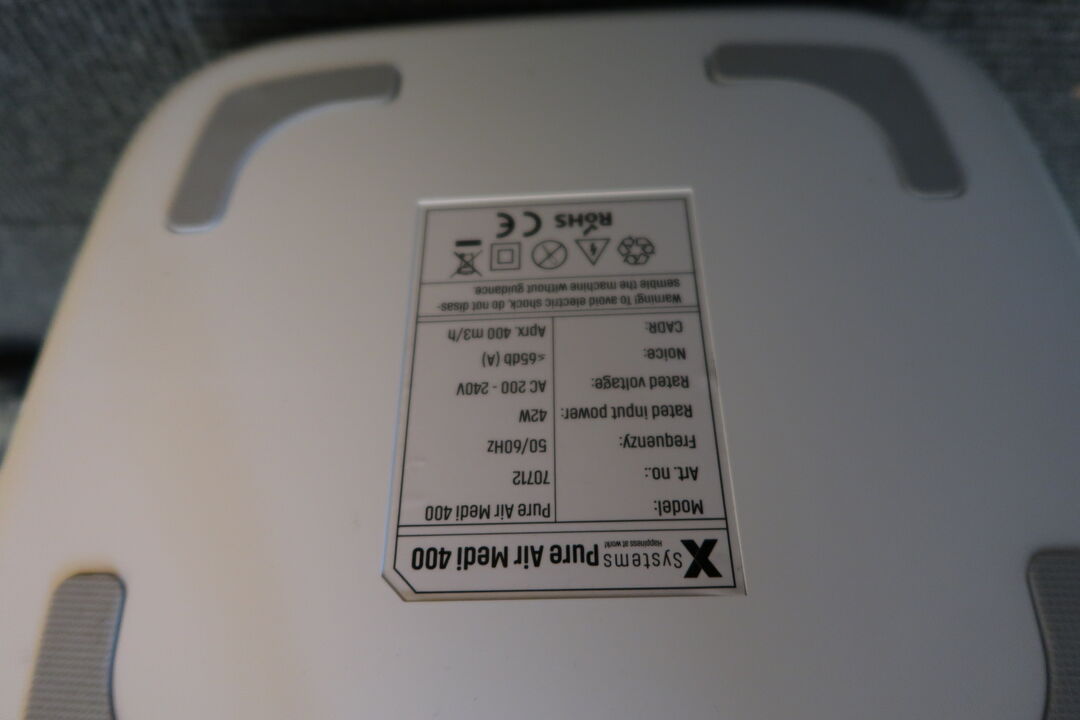 X Systems Pure Air Medi 400
Happiness at work!
Model: Pure Air Medi 400
Art. no.: 70712
Frequenzy: 50/60Hz
Rated input power: 42W
Rated voltage: AC 200 - 240V
Noice: ≤65db (A)
CADR: Aprx. 400 m3/h
Warning! To avoid electric shock, do not disas-
semble the machine without guidance.
RoHS CE